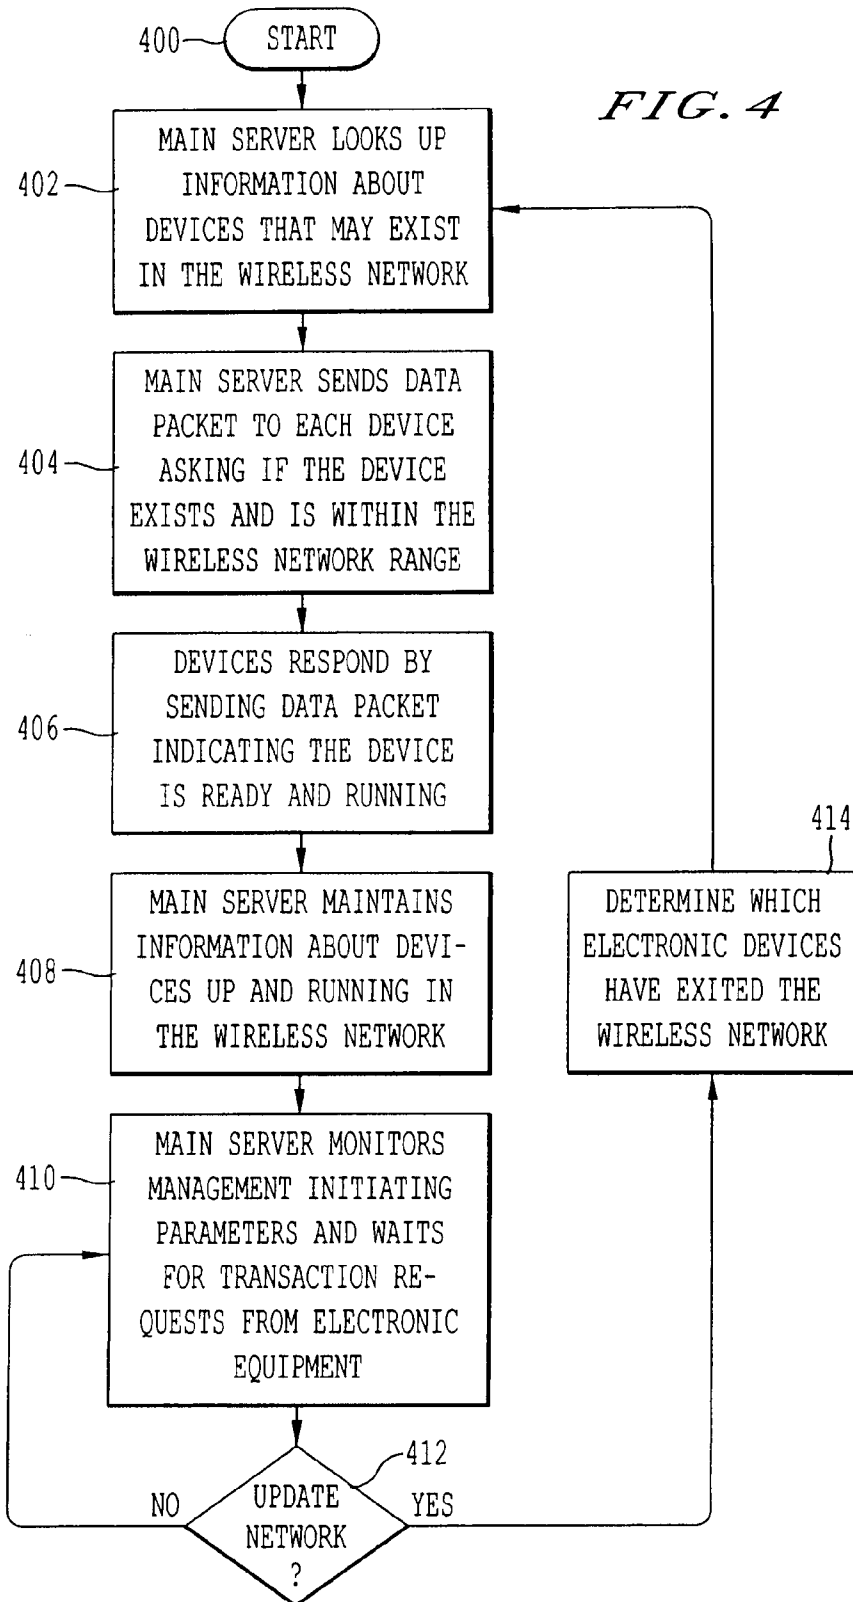 400
START
FIG. 4
402
MAIN SERVER LOOKS UP
INFORMATION ABOUT
DEVICES THAT MAY EXIST
IN THE WIRELESS NETWORK
404
MAIN SERVER SENDS DATA
PACKET TO EACH DEVICE
ASKING IF THE DEVICE
EXISTS AND IS WITHIN THE
WIRELESS NETWORK RANGE
406
DEVICES RESPOND BY
SENDING DATA PACKET
INDICATING THE DEVICE
IS READY AND RUNNING
408
MAIN SERVER MAINTAINS
INFORMATION ABOUT DEVI-
CES UP AND RUNNING IN
THE WIRELESS NETWORK
414
DETERMINE WHICH
ELECTRONIC DEVICES
HAVE EXITED THE
WIRELESS NETWORK
410
MAIN SERVER MONITORS
MANAGEMENT INITIATING
PARAMETERS AND WAITS
FOR TRANSACTION RE-
QUESTS FROM ELECTRONIC
EQUIPMENT
412
NO
UPDATE
NETWORK
?
YES